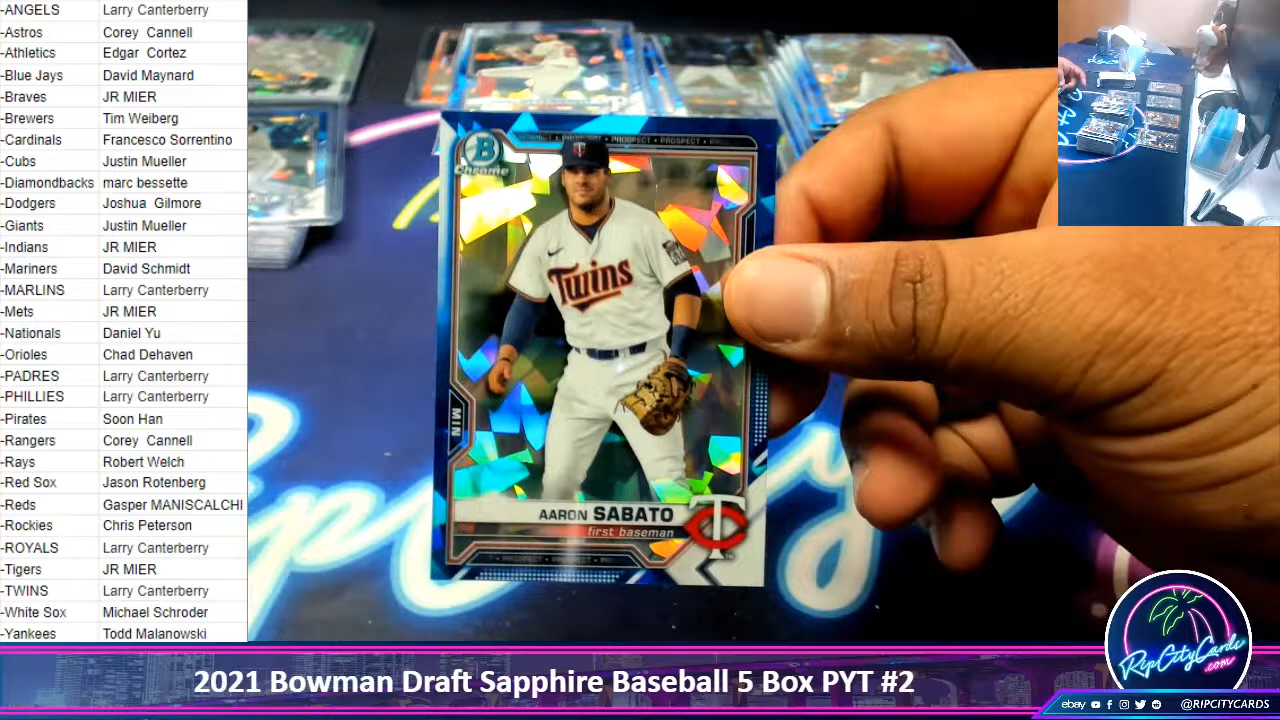 -ANGELS Larry Canterberry
-Astros Corey Cannell
-Athletics Edgar Cortez
-Blue Jays David Maynard
-Braves JR MIER
-Brewers Tim Weiberg
-Cardinals Francesco Sorrentino
-Cubs Justin Mueller
-Diamondbacks marc bessette
-Dodgers Joshua Gilmore
-Giants Justin Mueller
-Indians JR MIER
-Mariners David Schmidt
-MARLINS Larry Canterberry
-Mets JR MIER
-Nationals Daniel Yu
-Orioles Chad Dehaven
-PADRES Larry Canterberry
-PHILLIES Larry Canterberry
-Pirates Soon Han
-Rangers Corey Cannell
-Rays Robert Welch
-Red Sox Jason Rotenberg
-Reds Gasper MANISCALCHI
-Rockies Chris Peterson
-ROYALS Larry Canterberry
-Tigers JR MIER
-TWINS Larry Canterberry
-White Sox Michael Schroder
-Yankees Todd Malanowski
PROSPECT • PROSPECT
B
Chrome
Twins
MIN
AARON SABATO
first baseman
TC
PROSPECT • PROSPECT
RipCityCards
.com
2021 Bowman Draft Sapphire Baseball 5 Box PYT #2
ebay @RIPCITYCARDS